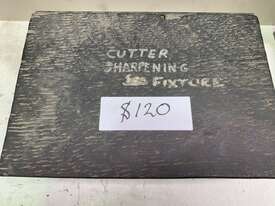 CUTTER
SHARPENING
FIXTURE
$120